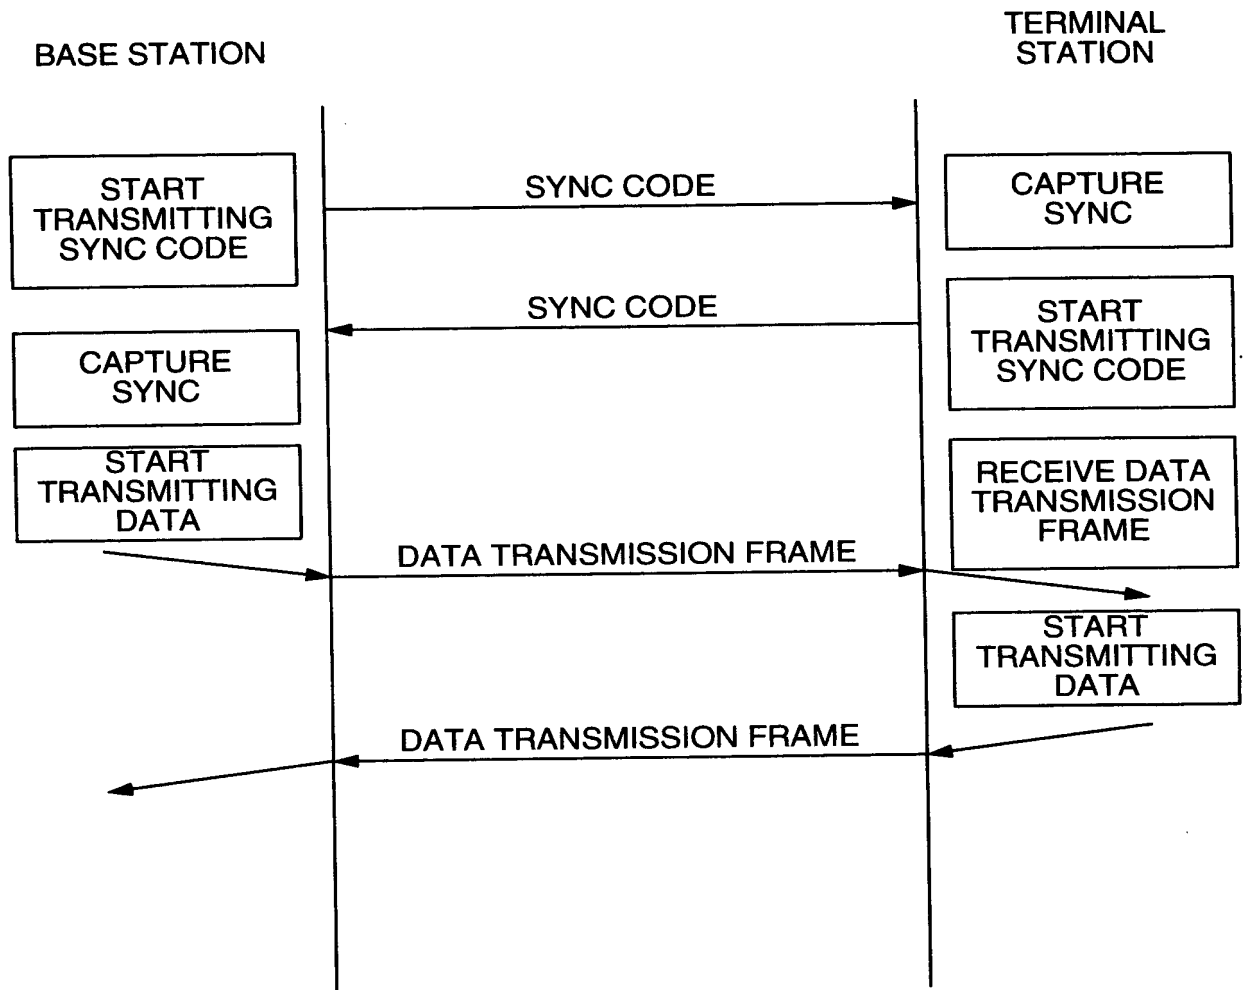 BASE STATION
TERMINAL
STATION
START
TRANSMITTING
SYNC CODE
SYNC CODE
CAPTURE
SYNC
SYNC CODE
START
TRANSMITTING
SYNC CODE
CAPTURE
SYNC
START
TRANSMITTING
DATA
RECEIVE DATA
TRANSMISSION
FRAME
DATA TRANSMISSION FRAME
START
TRANSMITTING
DATA
DATA TRANSMISSION FRAME